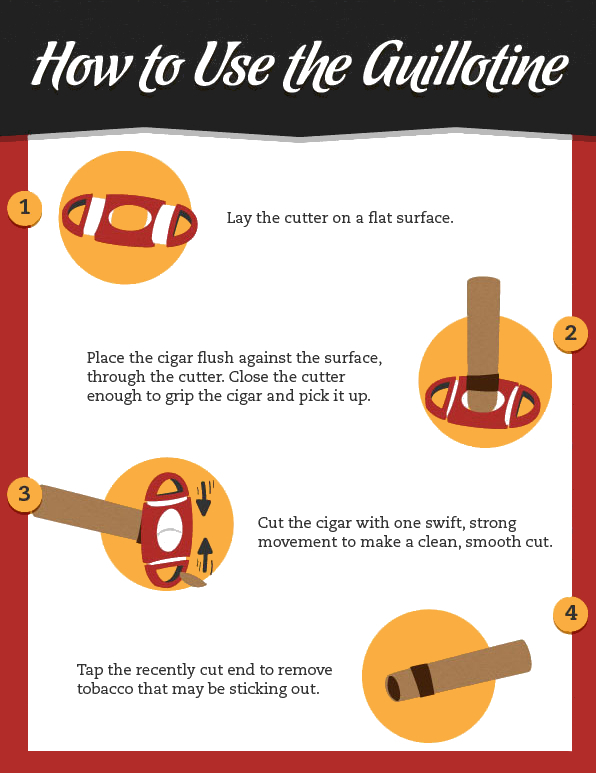 How to Use the Guillotine
1
Lay the cutter on a flat surface.
2
Place the cigar flush against the surface,
through the cutter. Close the cutter
enough to grip the cigar and pick it up.
3
Cut the cigar with one swift, strong
movement to make a clean, smooth cut.
4
Tap the recently cut end to remove
tobacco that may be sticking out.